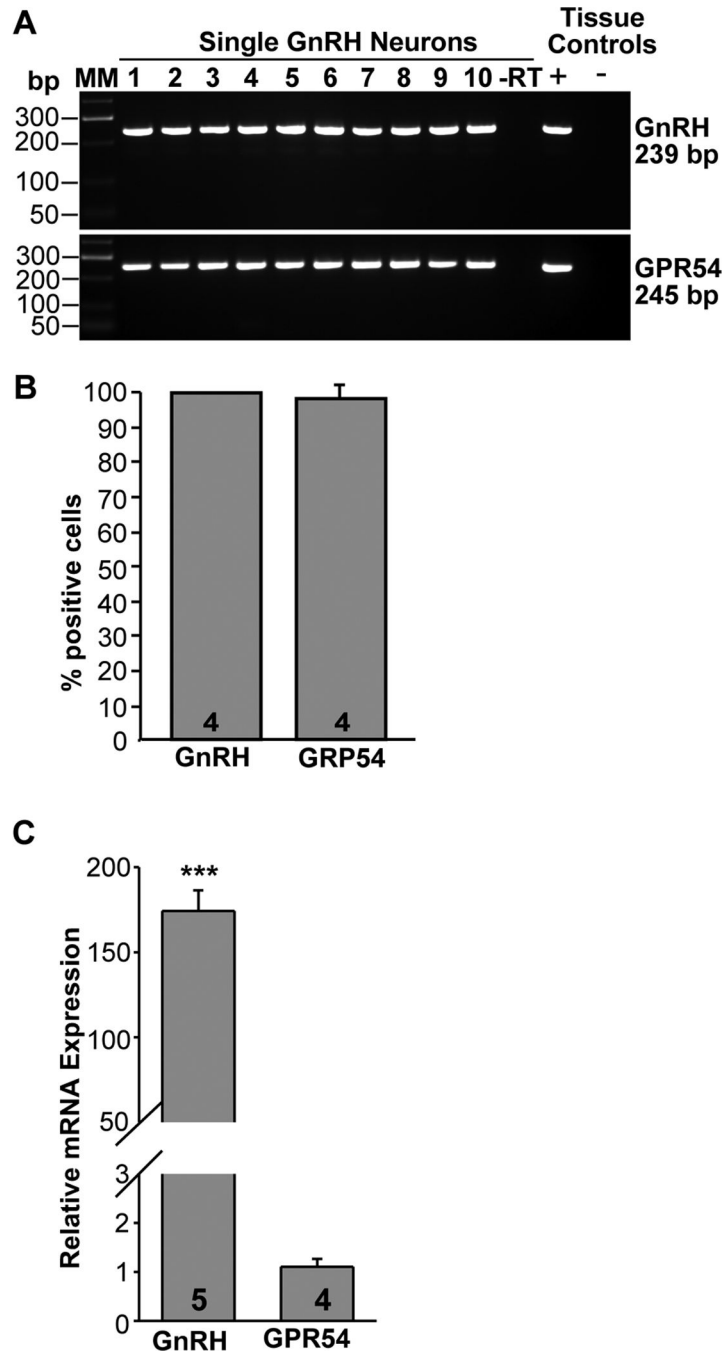 A
Single GnRH Neurons
Tissue
Controls
bp MM 1 2 3 4 5 6 7 8 9 10 -RT + -
300
200
100
50
GnRH
239 bp
300
200
100
50
GPR54
245 bp
B
% positive cells
100
90
80
70
60
50
40
30
20
10
0
4 4
GnRH GRP54
C
Relative mRNA Expression
200
150
100
50
3
2
1
0
***
5 4
GnRH GPR54